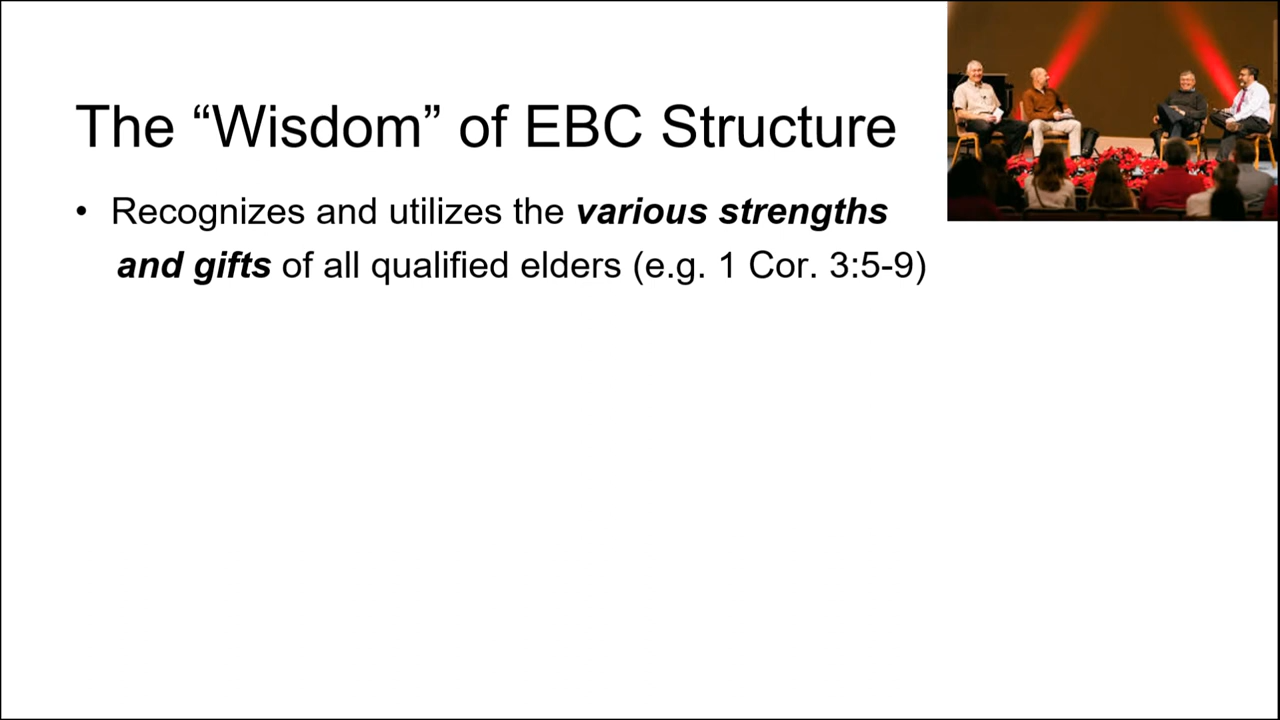 The “Wisdom” of EBC Structure
• Recognizes and utilizes the various strengths
and gifts of all qualified elders (e.g. 1 Cor. 3:5-9)